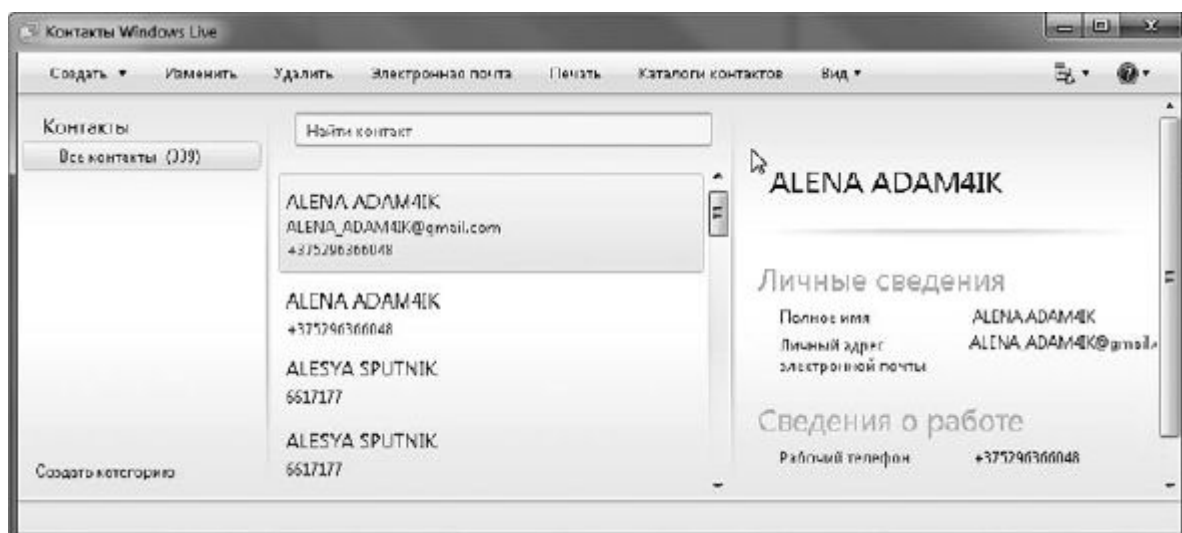 Контакты Windows Live
Создать Изменить Удалить Электронная почта Печать Каталоги контактов Вид
Контакты
Все контакты (339)
Создать категорию
Найти контакт
ALENA ADAM4IK
ALENA_ADAM4IK@gmail.com
+375296366048
ALENA ADAM4IK
+375296366048
ALESYA SPUTNIK
6617177
ALESYA SPUTNIK
6617177
ALENA ADAM4IK
Личные сведения
Полное имя ALENA ADAM4IK
Личный адрес ALENA_ADAM4IK@gmail.
электронной почты
Сведения о работе
Рабочий телефон +375296366048